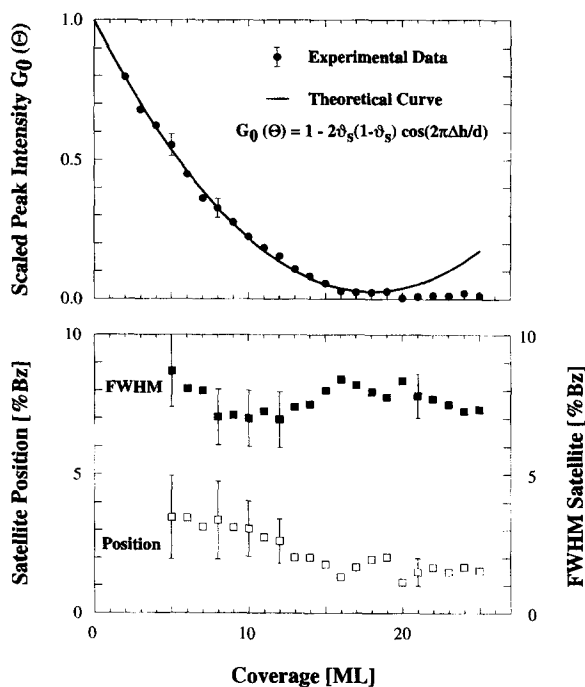 Scaled Peak Intensity G0 (Θ)
1.0
0.5
0.0
Experimental Data
Theoretical Curve
G0 (Θ) = 1 - 2ϑs(1-ϑs) cos(2πΔh/d)
Satellite Position [%Bz]
10
5
0
FWHM
Position
10
5
0
FWHM Satellite [%Bz]
0
10
20
Coverage [ML]